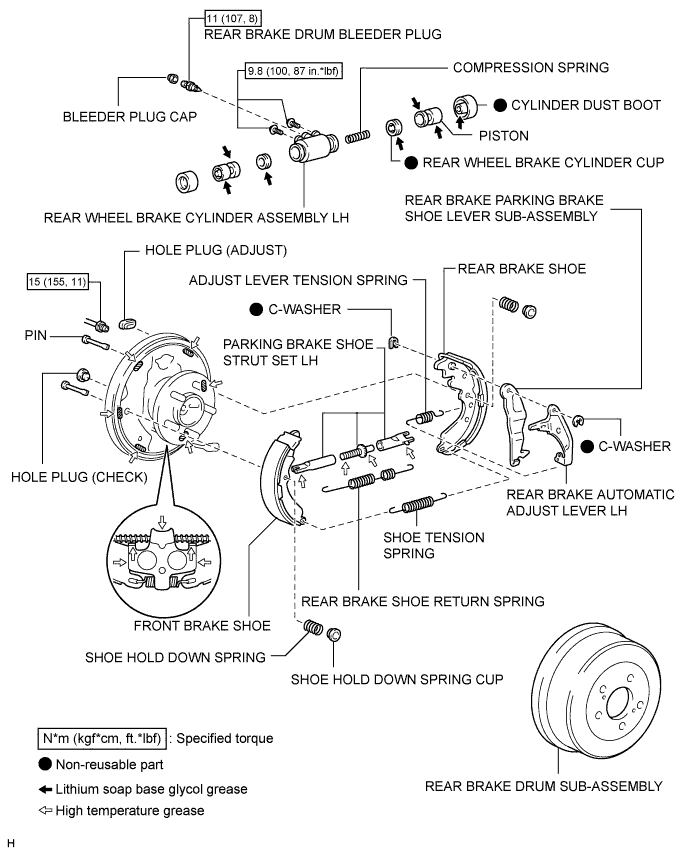 11 (107, 8)
REAR BRAKE DRUM BLEEDER PLUG
9.8 (100, 87 in.*lbf)
COMPRESSION SPRING
BLEEDER PLUG CAP
CYLINDER DUST BOOT
PISTON
REAR WHEEL BRAKE CYLINDER CUP
REAR WHEEL BRAKE CYLINDER ASSEMBLY LH
REAR BRAKE PARKING BRAKE
SHOE LEVER SUB-ASSEMBLY
HOLE PLUG (ADJUST)
15 (155, 11)
ADJUST LEVER TENSION SPRING
REAR BRAKE SHOE
C-WASHER
PIN
PARKING BRAKE SHOE
STRUT SET LH
C-WASHER
HOLE PLUG (CHECK)
REAR BRAKE AUTOMATIC
ADJUST LEVER LH
SHOE TENSION
SPRING
REAR BRAKE SHOE RETURN SPRING
FRONT BRAKE SHOE
SHOE HOLD DOWN SPRING
SHOE HOLD DOWN SPRING CUP
REAR BRAKE DRUM SUB-ASSEMBLY
N*m (kgf*cm, ft.*lbf) : Specified torque
Non-reusable part
Lithium soap base glycol grease
High temperature grease
H